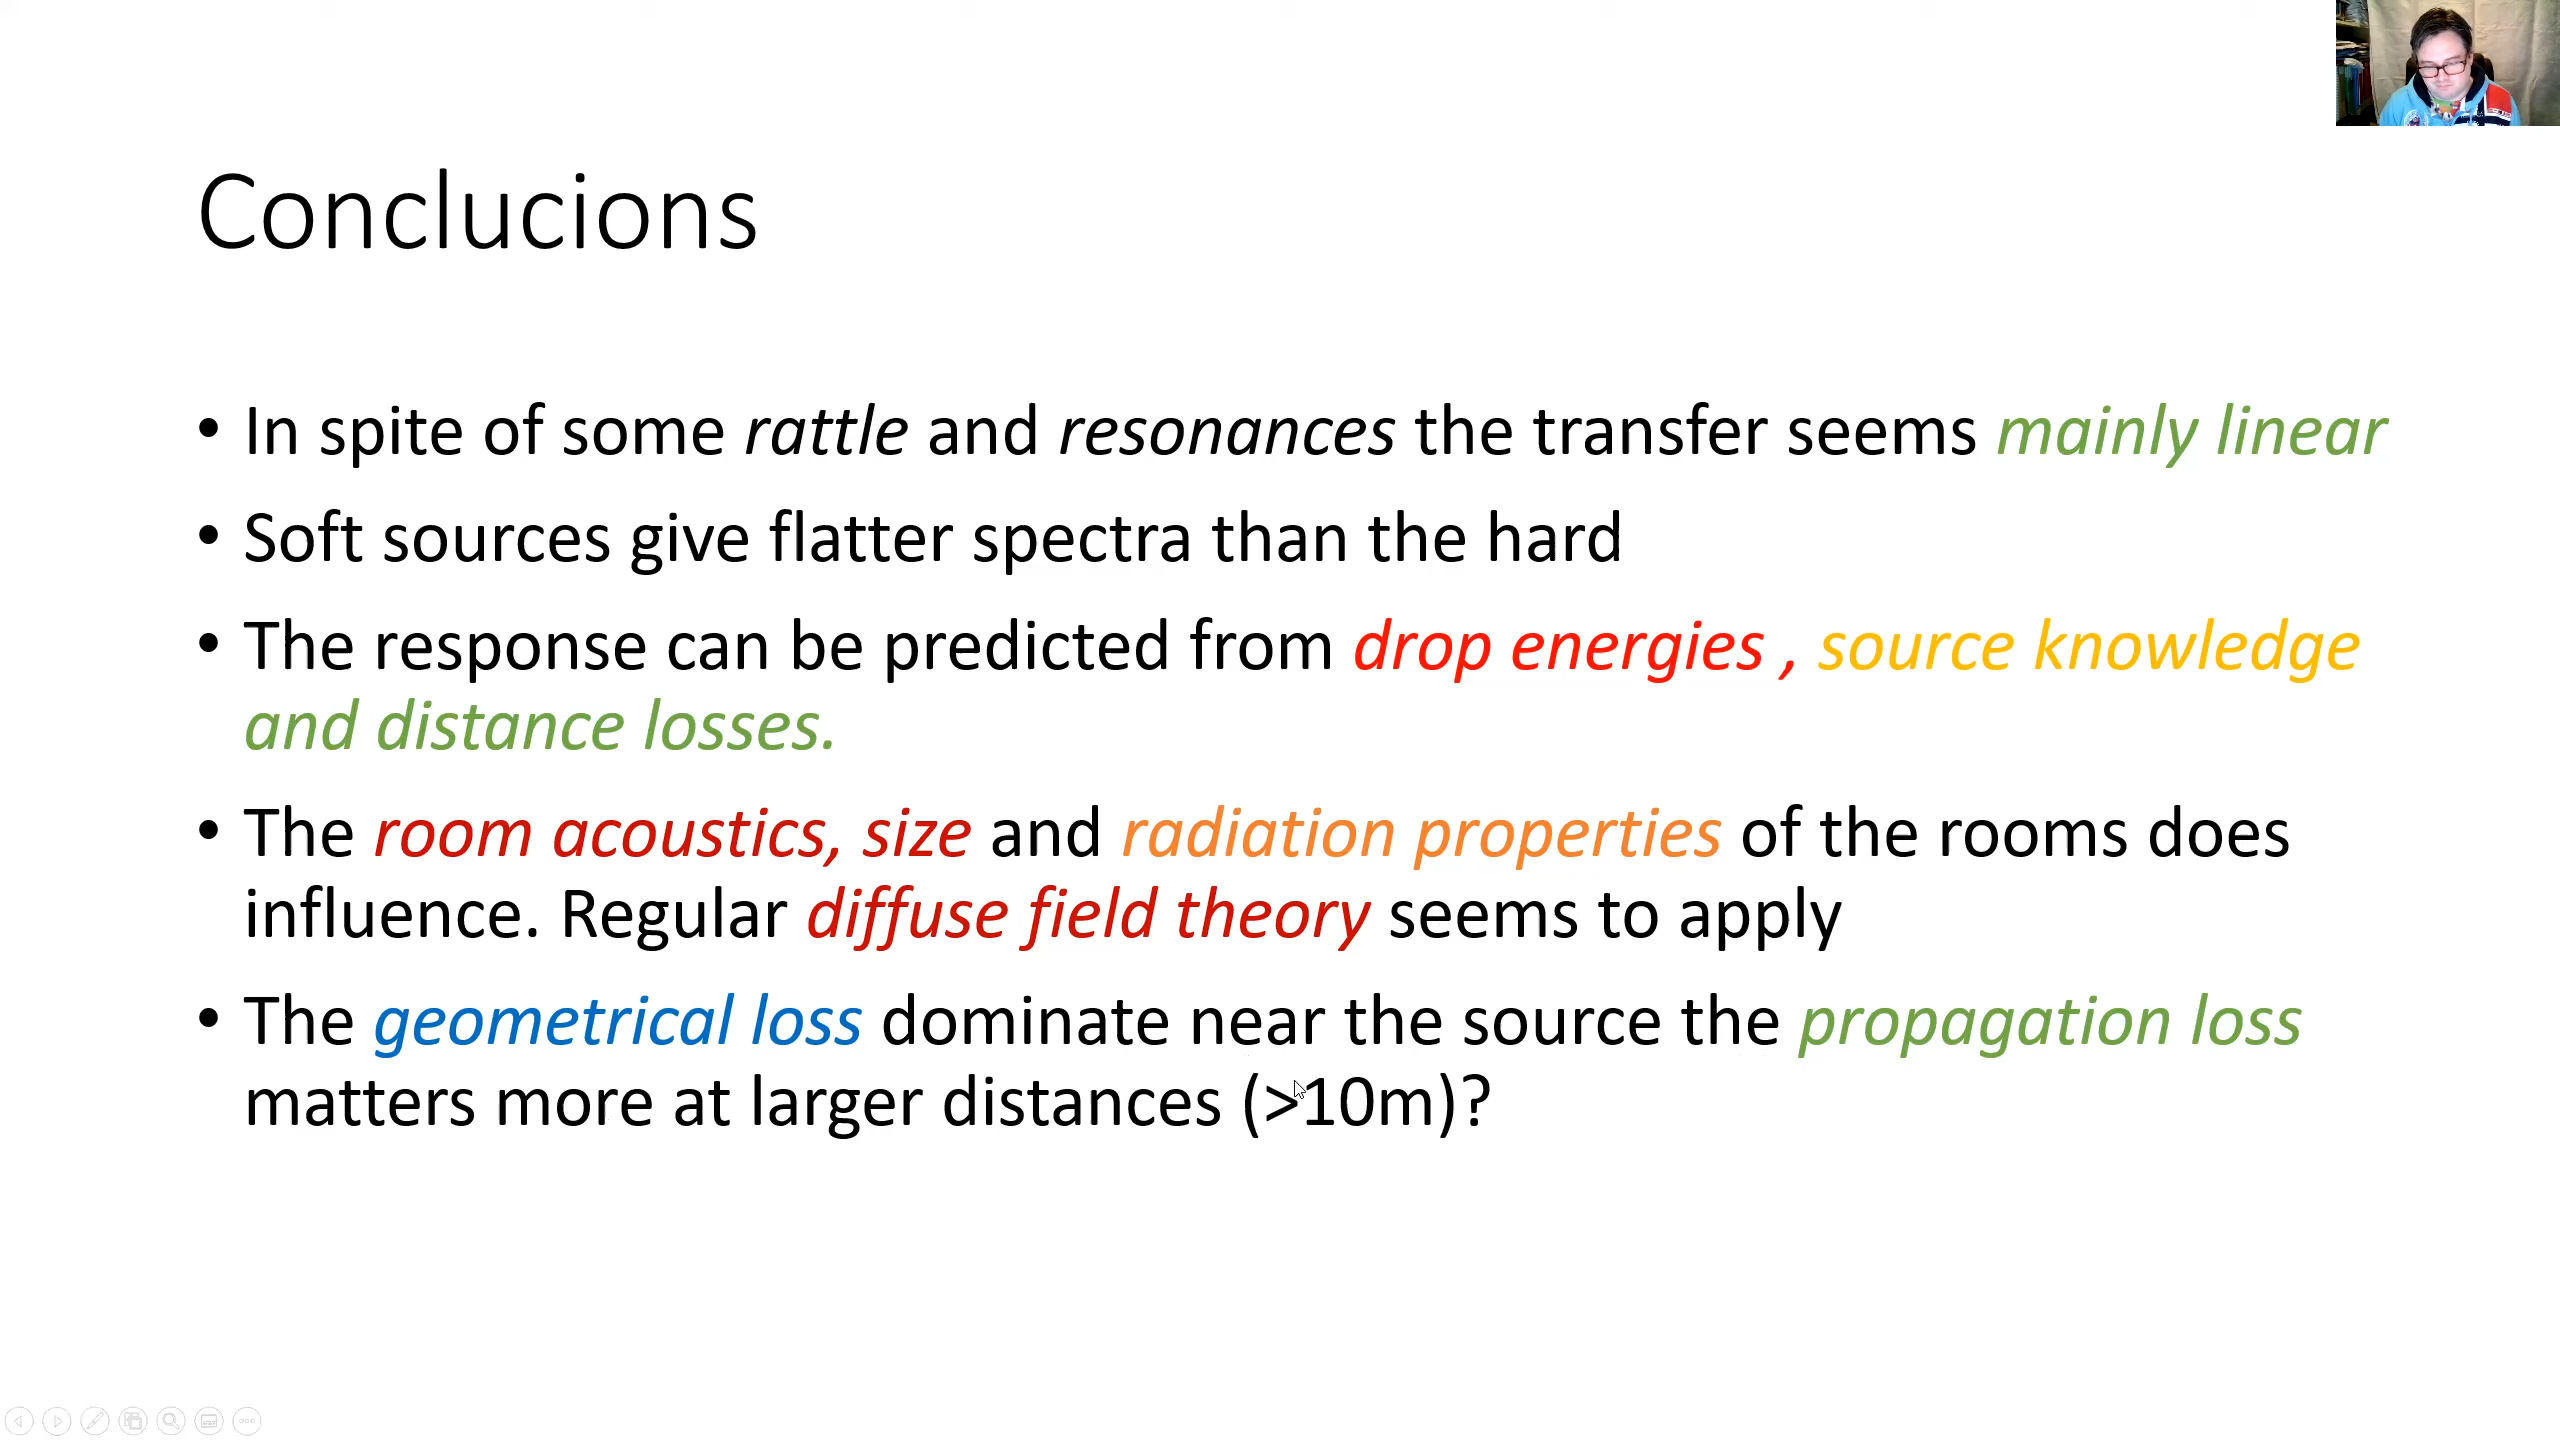 Conclucions
• In spite of some rattle and resonances the transfer seems mainly linear
• Soft sources give flatter spectra than the hard
• The response can be predicted from drop energies , source knowledge
and distance losses.
• The room acoustics, size and radiation properties of the rooms does
influence. Regular diffuse field theory seems to apply
• The geometrical loss dominate near the source the propagation loss
matters more at larger distances (>10m)?